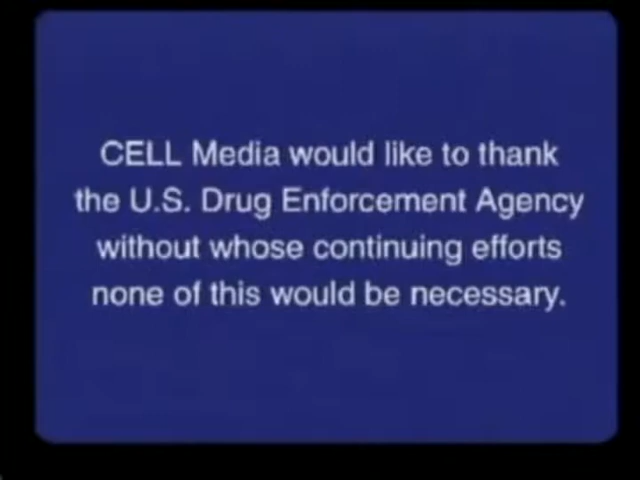 CELL Media would like to thank
the U.S. Drug Enforcement Agency
without whose continuing efforts
none of this would be necessary.